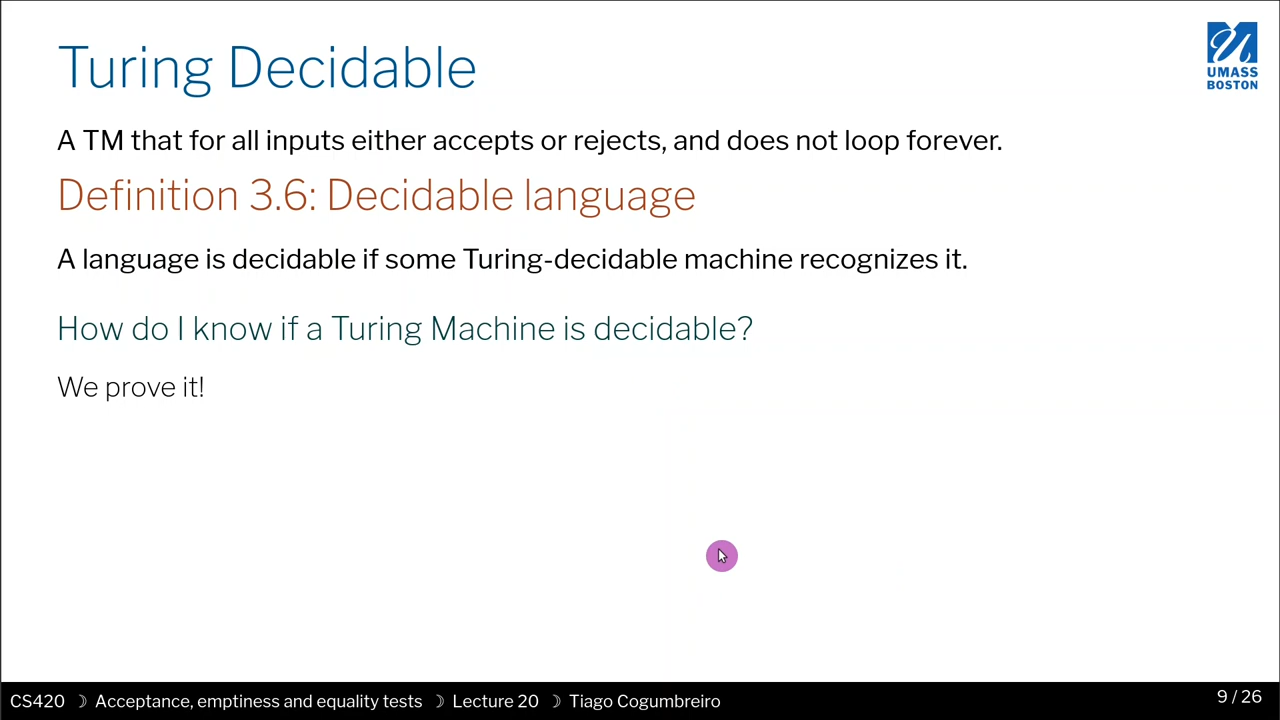 Turing Decidable
UMASS
BOSTON
A TM that for all inputs either accepts or rejects, and does not loop forever.
Definition 3.6: Decidable language
A language is decidable if some Turing-decidable machine recognizes it.
How do I know if a Turing Machine is decidable?
We prove it!
CS420 ☽ Acceptance, emptiness and equality tests ☽ Lecture 20 ☽ Tiago Cogumbreiro
9 / 26